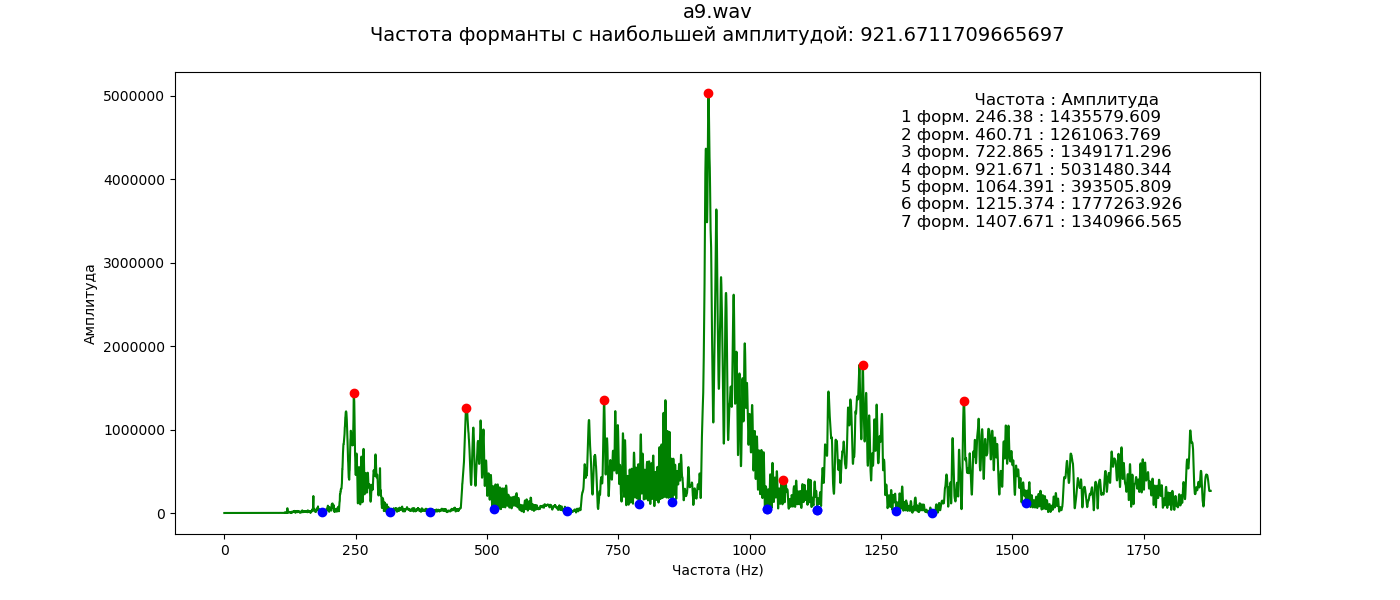 a9.wav
Частота форманты с наибольшей амплитудой: 921.6711709665697
Частота : Амплитуда
1 форм. 246.38 : 1435579.609
2 форм. 460.71 : 1261063.769
3 форм. 722.865 : 1349171.296
4 форм. 921.671 : 5031480.344
5 форм. 1064.391 : 393505.809
6 форм. 1215.374 : 1777263.926
7 форм. 1407.671 : 1340966.565
Амплитуда
5000000
4000000
3000000
2000000
1000000
0
0 250 500 750 1000 1250 1500 1750
Частота (Hz)